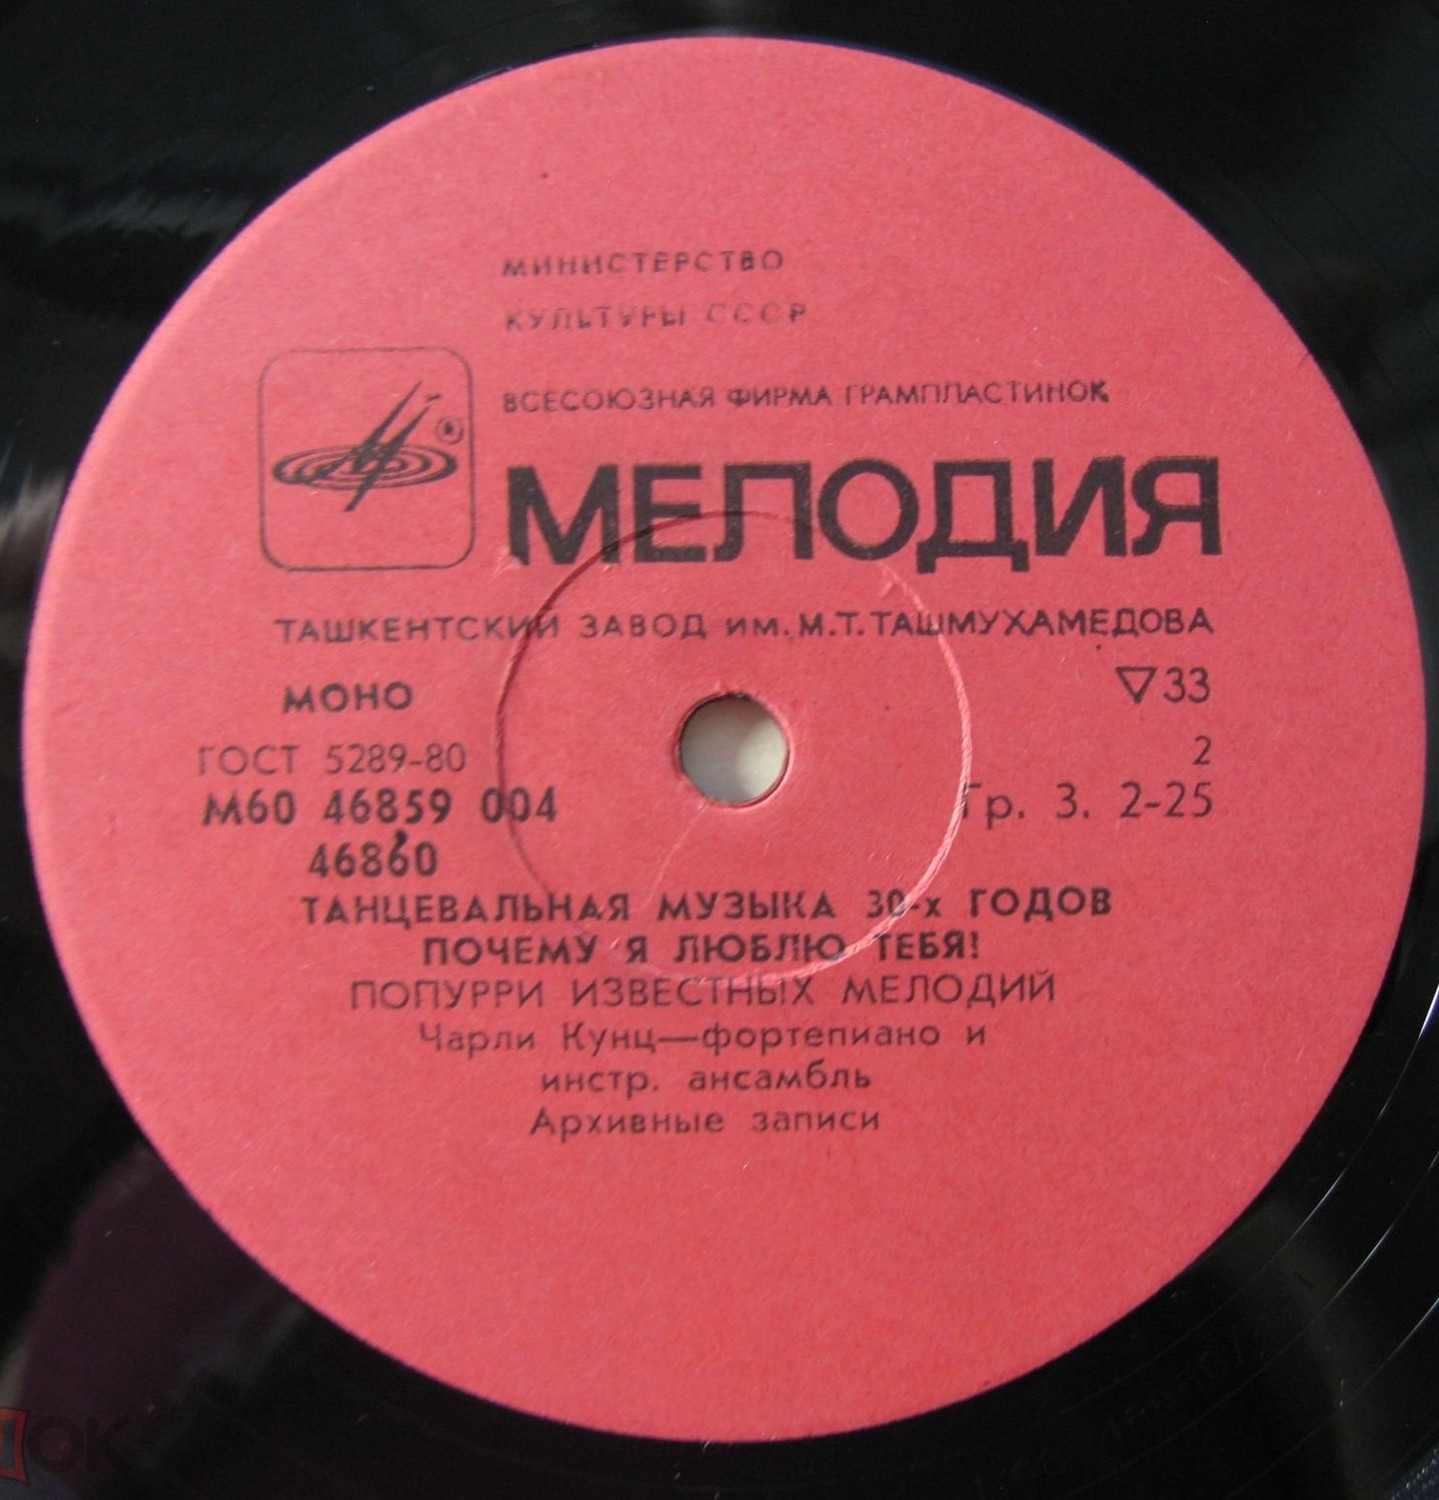 МИНИСТЕРСТВО
КУЛЬТУРЫ СССР
ВСЕСОЮЗНАЯ ФИРМА ГРАМПЛАСТИНОК
МЕЛОДИЯ
ТАШКЕНТСКИЙ ЗАВОД им. М.Т. ТАШМУХАМЕДОВА
МОНО
▽33
ГОСТ 5289-80
2
М60 46859 004
Гр. 3. 2-25
46860
ТАНЦЕВАЛЬНАЯ МУЗЫКА 30-х ГОДОВ
ПОЧЕМУ Я ЛЮБЛЮ ТЕБЯ!
ПОПУРРИ ИЗВЕСТНЫХ МЕЛОДИЙ
Чарли Кунц—фортепиано и
инстр. ансамбль
Архивные записи